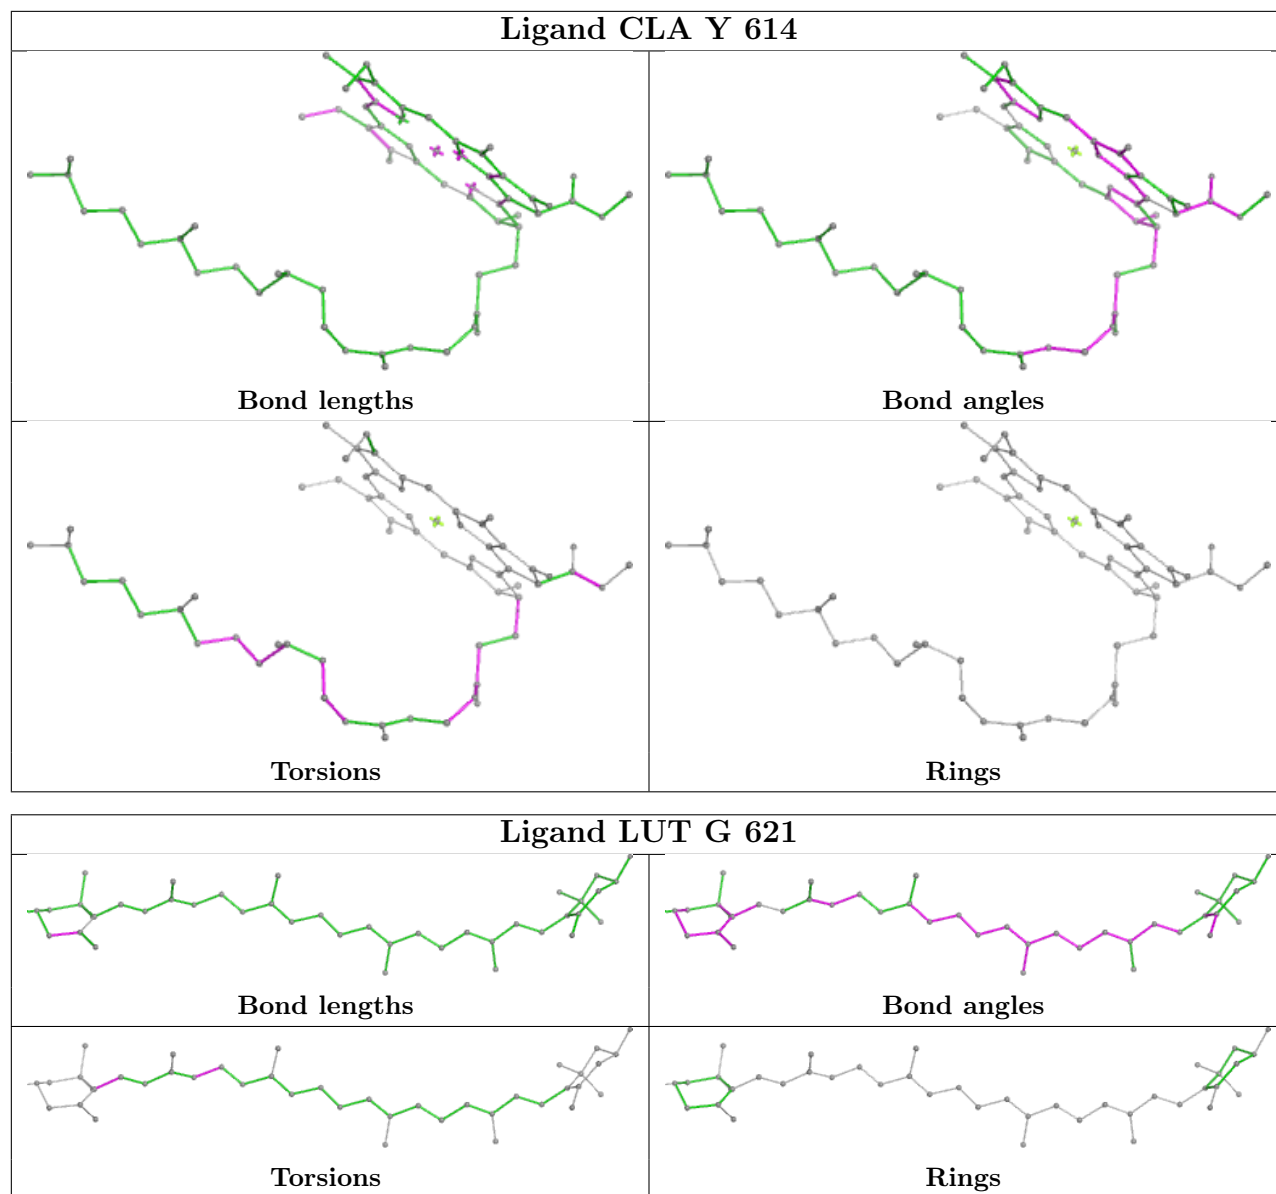 Ligand CLA Y 614
Bond lengths
Bond angles
Torsions
Rings
Ligand LUT G 621
Bond lengths
Bond angles
Torsions
Rings